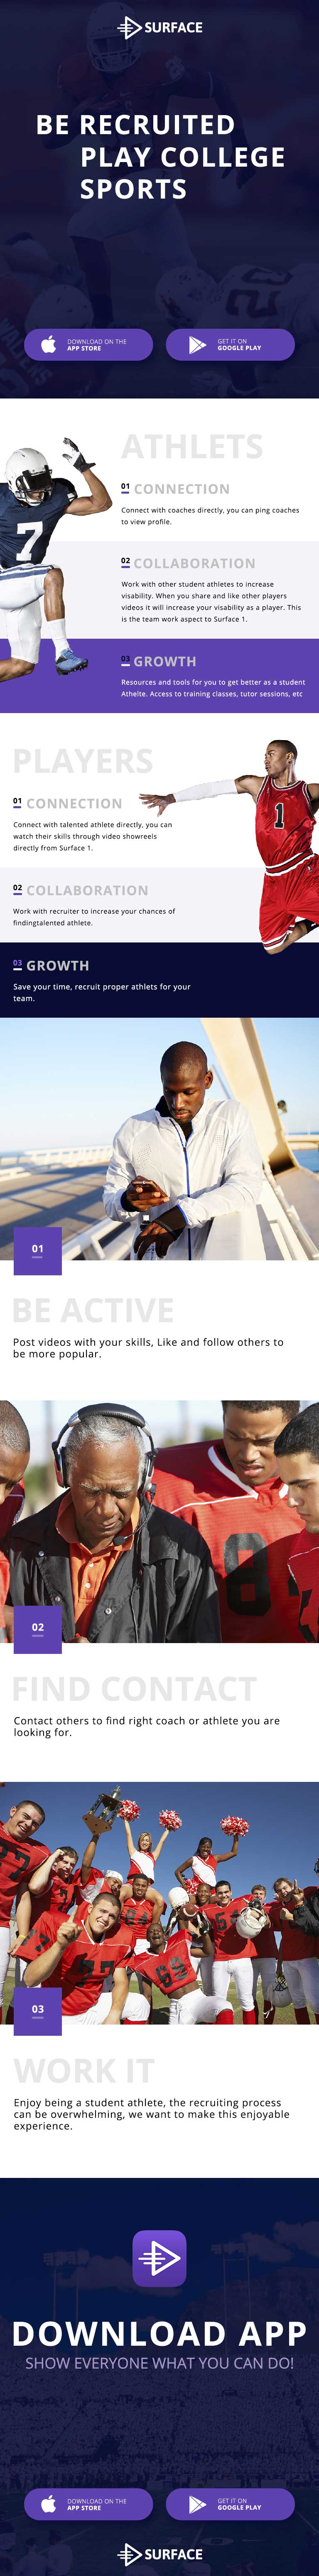 SURFACE
BE RECRUITED
PLAY COLLEGE
SPORTS
DOWNLOAD ON THE
APP STORE
GET IT ON
GOOGLE PLAY
ATHLETS
01 CONNECTION
Connect with coaches directly, you can ping coaches
to view profile.
02 COLLABORATION
Work with other student athletes to increase
visability. When you share and like other players
videos it will increase your visability as a player. This
is the team work aspect to Surface 1.
03 GROWTH
Resources and tools for you to get better as a student
Athelte. Access to training classes, tutor sessions, etc
7
PLAYERS
01 CONNECTION
Connect with talented athlete directly, you can
watch their skills through video showreels
directly from Surface 1.
1
02 COLLABORATION
Work with recruiter to increase your chances of
findingtalented athlete.
03 GROWTH
Save your time, recruit proper athlets for your
team.
01
BE ACTIVE
Post videos with your skills, Like and follow others to
be more popular.
02
FIND CONTACT
Contact others to find right coach or athlete you are
looking for.
03
WORK IT
Enjoy being a student athlete, the recruiting process
can be overwhelming, we want to make this enjoyable
experience.
DOWNLOAD APP
SHOW EVERYONE WHAT YOU CAN DO!
DOWNLOAD ON THE
APP STORE
GET IT ON
GOOGLE PLAY
SURFACE